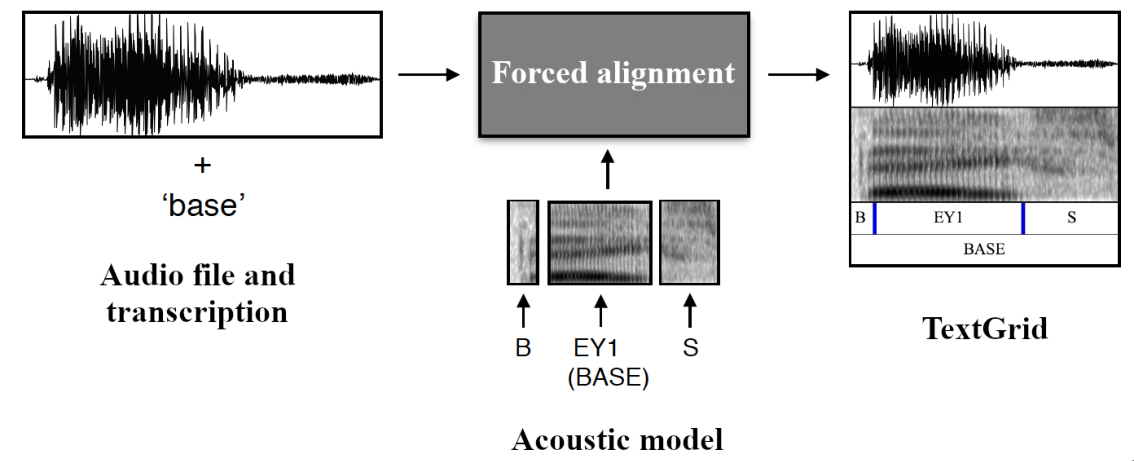 +
‘base’
Audio file and
transcription
Forced alignment
B EY1 S
(BASE)
Acoustic model
B EY1 S
BASE
TextGrid